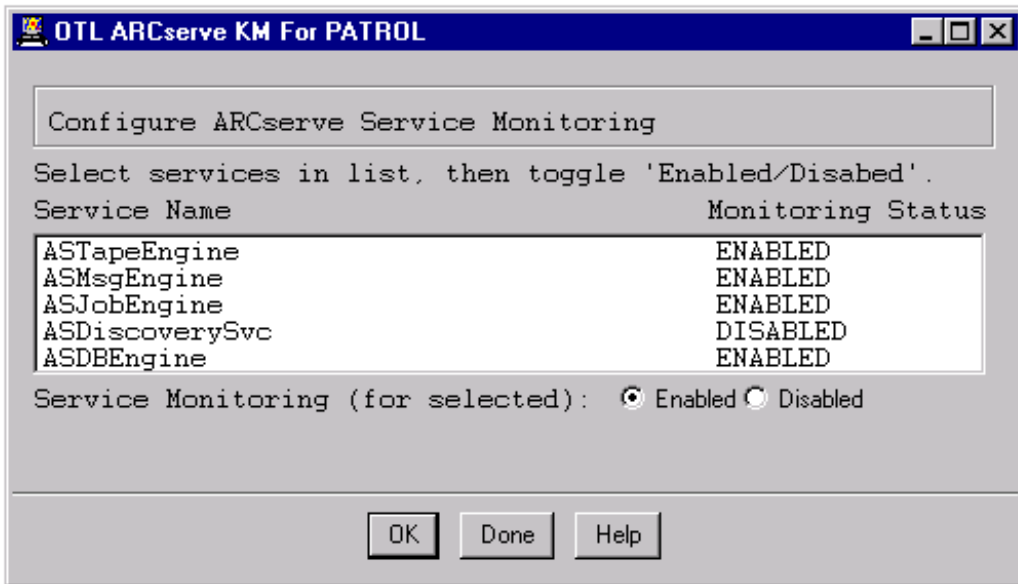 OTL ARCserve KM For PATROL
Configure ARCserve Service Monitoring
Select services in list, then toggle 'Enabled/Disabed'.
Service Name Monitoring Status
ASTapeEngine ENABLED
ASMsgEngine ENABLED
ASJobEngine ENABLED
ASDiscoverySvc DISABLED
ASDBEngine ENABLED
Service Monitoring (for selected): Enabled Disabled
OK Done Help